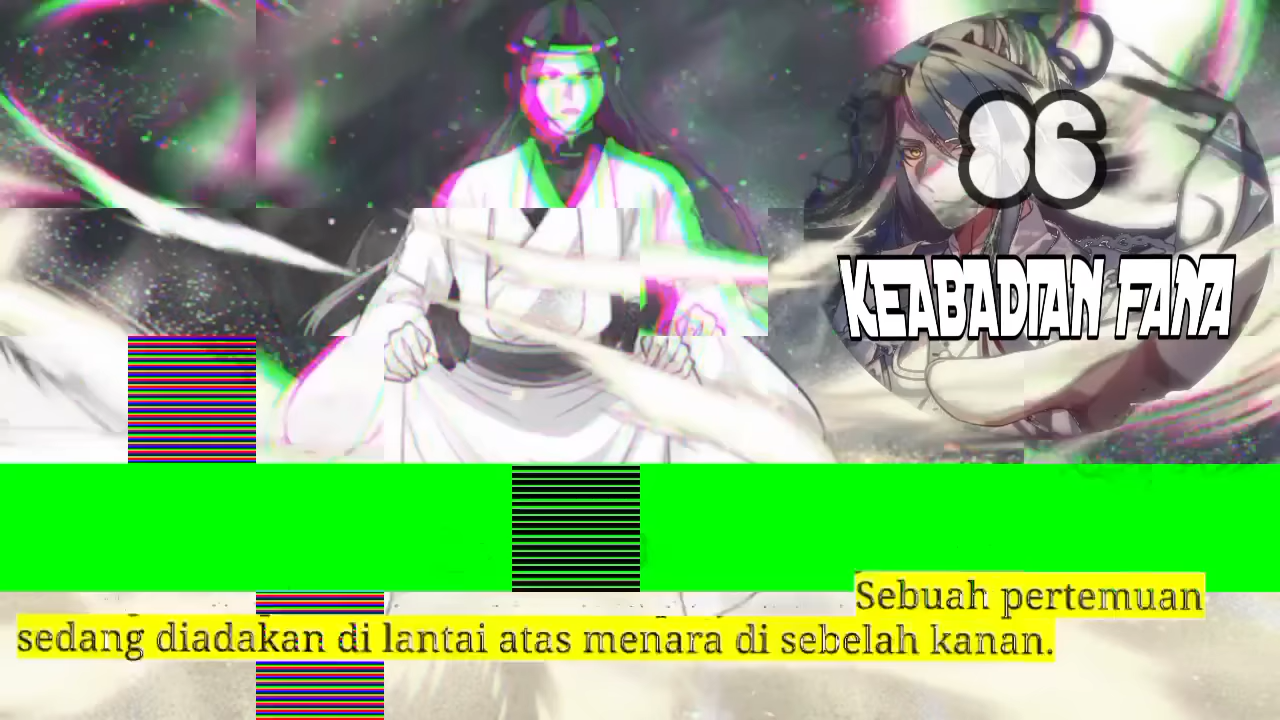 86
KEABADIAN FANA
Sebuah pertemuan
sedang diadakan di lantai atas menara di sebelah kanan.